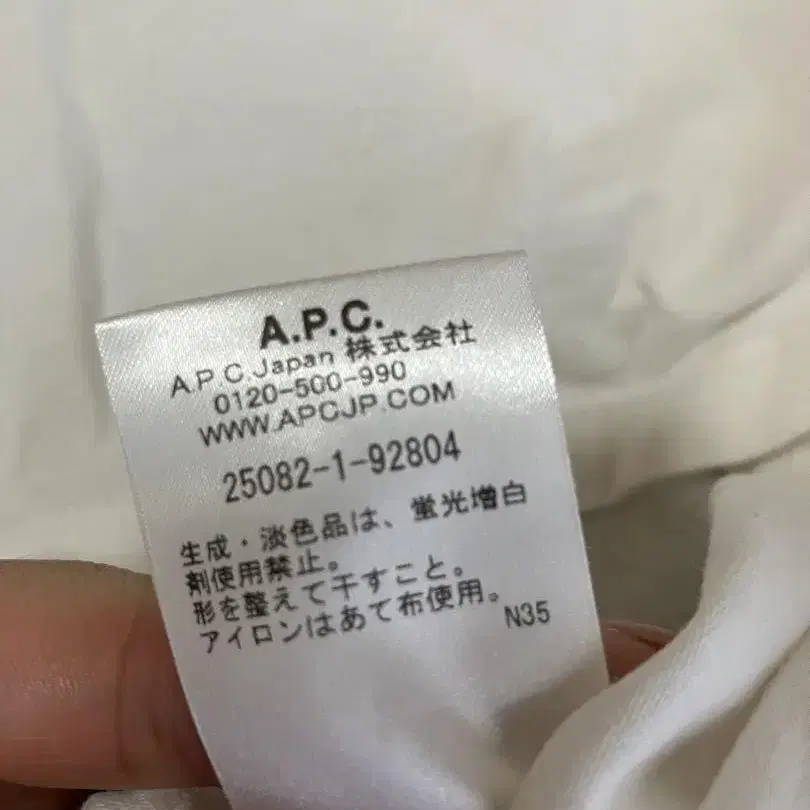 A.P.C.
A.P.C.Japan 株式会社
0120-500-990
WWW.APCJP.COM
25082-1-92804
生成・淡色品は、蛍光増白
剤使用禁止。
形を整えて干すこと。
アイロンはあて布使用。
N35